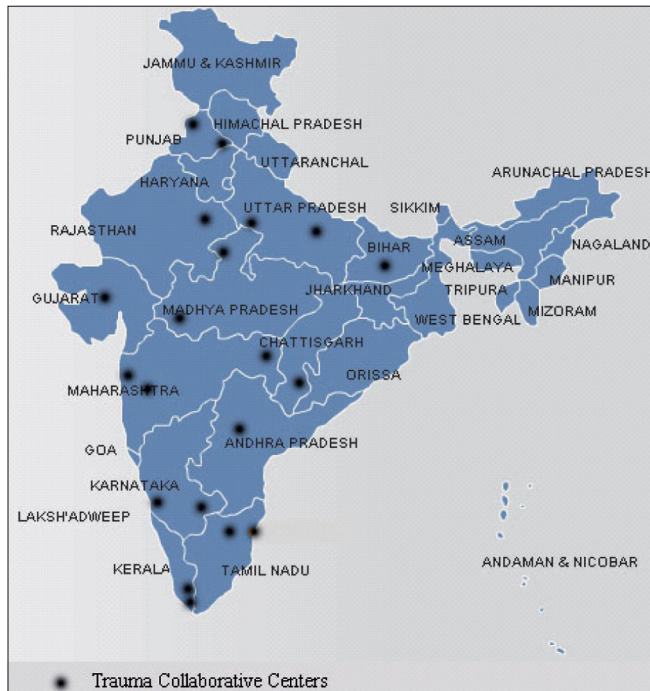 JAMMU & KASHMIR
HIMACHAL PRADESH
PUNJAB
UTTARANCHAL
HARYANA
ARUNACHAL PRADESH
UTTAR PRADESH
SIKKIM
RAJASTHAN
ASSAM
NAGALAND
BIHAR
MEGHALAYA
MANIPUR
JHARKHAND
TRIPURA
GUJARAT
MADHYA PRADESH
MIZORAM
WEST BENGAL
CHATTISGARH
ORISSA
MAHARASHTRA
ANDHRA PRADESH
GOA
KARNATAKA
LAKSH'ADWEEP
ANDAMAN & NICOBAR
KERALA
TAMIL NADU
Trauma Collaborative Centers